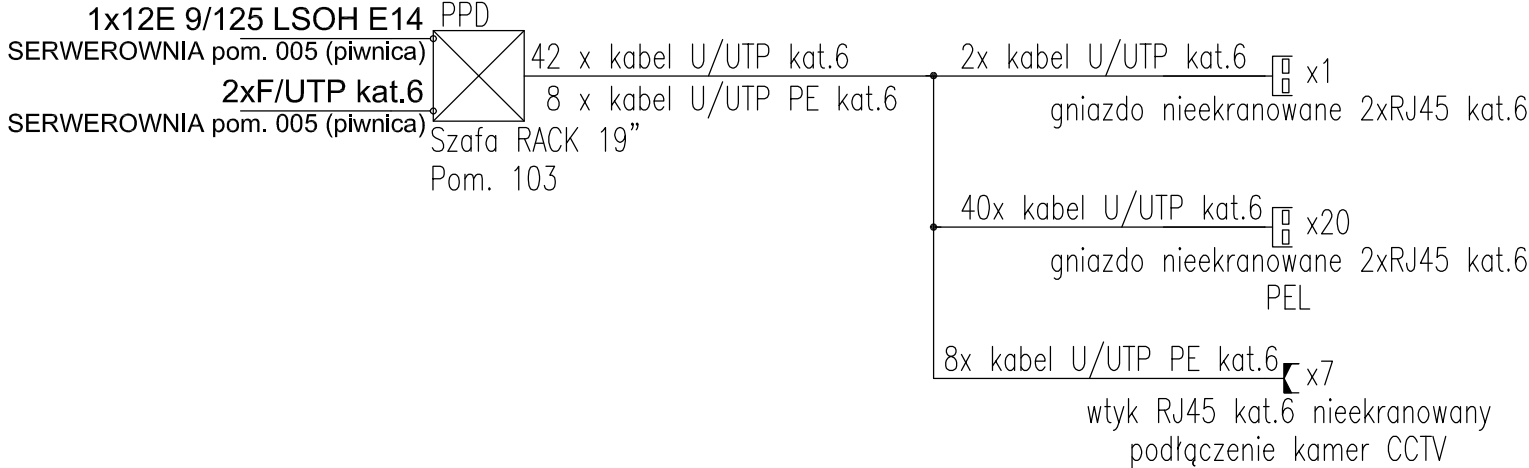 1x12E 9/125 LSOH E14
SERWEROWNIA pom. 005 (piwnica)
2xF/UTP kat.6
SERWEROWNIA pom. 005 (piwnica)
PPD
Szafa RACK 19”
Pom. 103
42 x kabel U/UTP kat.6
8 x kabel U/UTP PE kat.6
2x kabel U/UTP kat.6
x1
gniazdo nieekranowane 2xRJ45 kat.6
40x kabel U/UTP kat.6
x20
gniazdo nieekranowane 2xRJ45 kat.6
PEL
8x kabel U/UTP PE kat.6
x7
wtyk RJ45 kat.6 nieekranowany
podłączenie kamer CCTV